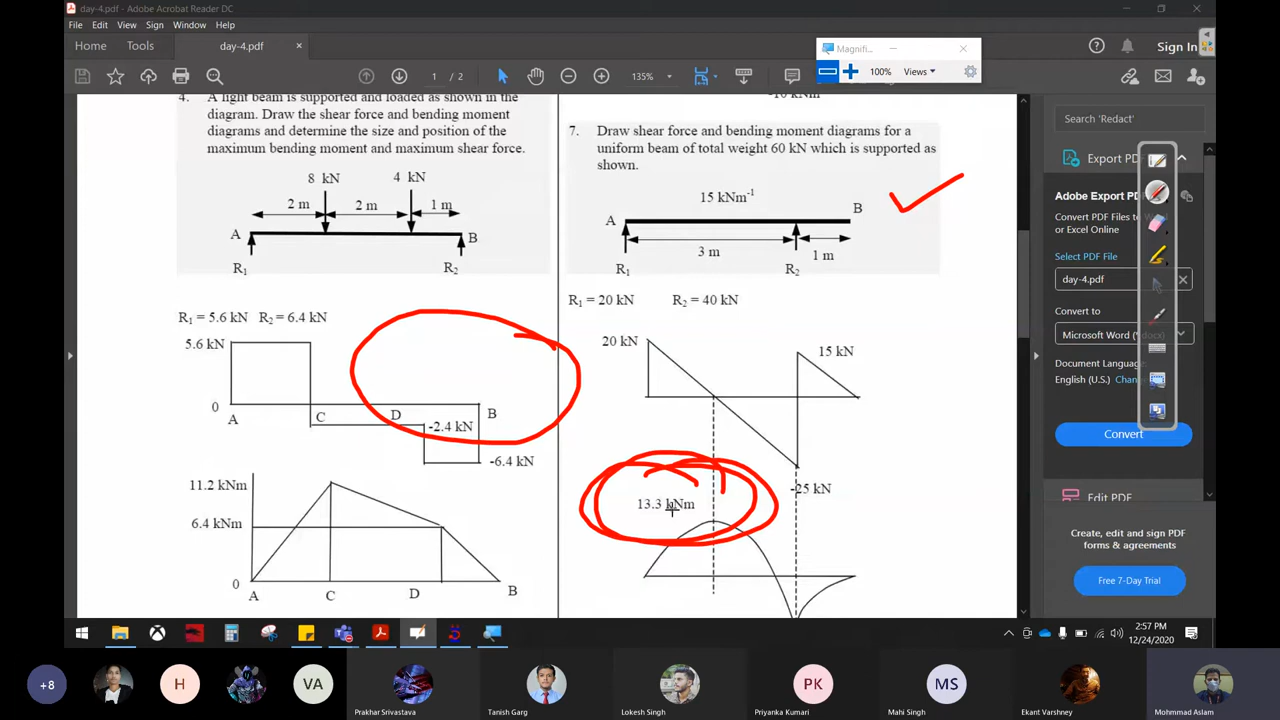 day-4.pdf - Adobe Acrobat Reader DC
File Edit View Sign Window Help
Home Tools day-4.pdf × Sign In
Magnifi...
100% Views
1 / 2 135%
4. A light beam is supported and loaded as shown in the
diagram. Draw the shear force and bending moment
diagrams and determine the size and position of the
maximum bending moment and maximum shear force.
8 kN 4 kN
2 m 2 m 1 m
A B
R1 R2
R1 = 5.6 kN R2 = 6.4 kN
5.6 kN
0
A C D B
-2.4 kN
-6.4 kN
11.2 kNm
6.4 kNm
0
A C D B
-10 kNm
7. Draw shear force and bending moment diagrams for a
uniform beam of total weight 60 kN which is supported as
shown.
15 kNm-1
A B
3 m 1 m
R1 R2
R1 = 20 kN R2 = 40 kN
20 kN 15 kN
-25 kN
13.3 kNm
Search 'Redact'
Export PDF
Adobe Export PDF
Convert PDF Files to Word
or Excel Online
Select PDF File
day-4.pdf
Convert to
Microsoft Word (*.docx)
Document Language:
English (U.S.) Change
Convert
Edit PDF
Create, edit and sign PDF
forms & agreements
Free 7-Day Trial
2:57 PM
12/24/2020
+8 H VA PK MS
Prakhar Srivastava Tanish Garg Lokesh Singh Priyanka Kumari Mahi Singh Ekant Varshney Mohmmad Aslam